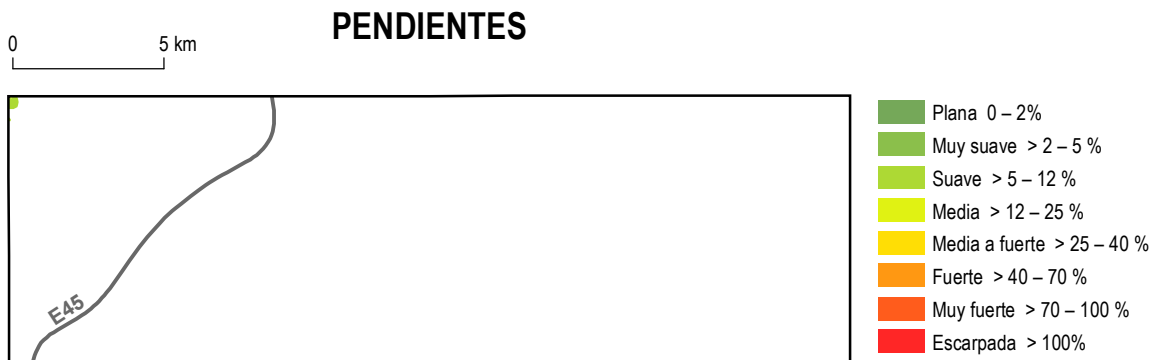 PENDIENTES
0 5 km
E45
Plana 0 – 2%
Muy suave > 2 – 5 %
Suave > 5 – 12 %
Media > 12 – 25 %
Media a fuerte > 25 – 40 %
Fuerte > 40 – 70 %
Muy fuerte > 70 – 100 %
Escarpada > 100%